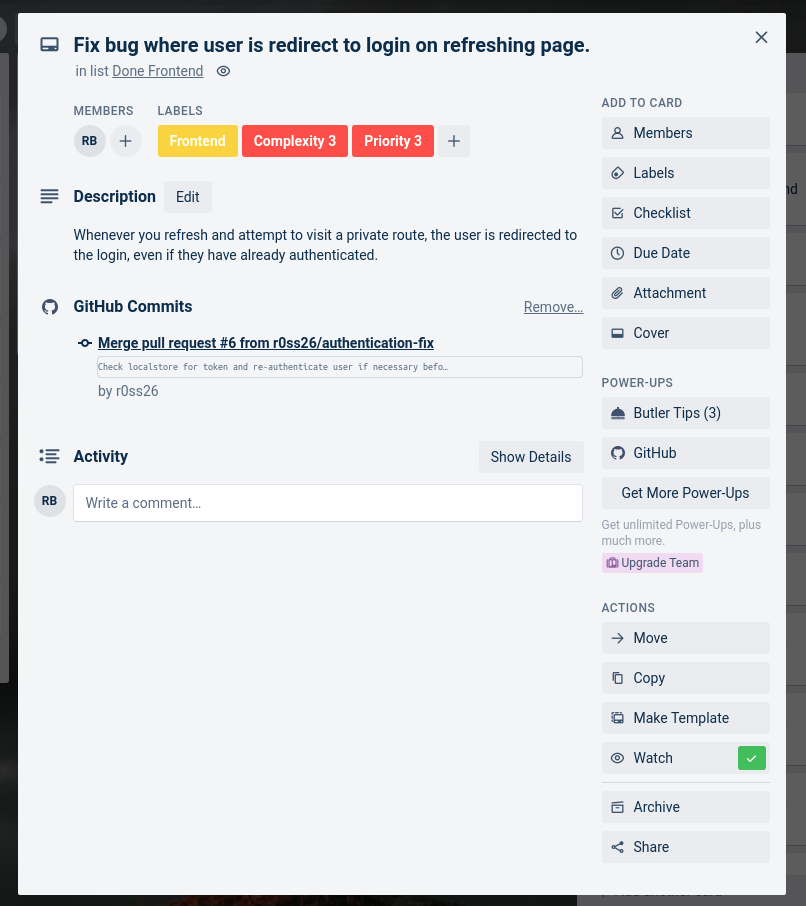 Fix bug where user is redirect to login on refreshing page.
in list Done Frontend
MEMBERS
LABELS
RB
Frontend
Complexity 3
Priority 3
Description
Edit
Whenever you refresh and attempt to visit a private route, the user is redirected to
the login, even if they have already authenticated.
GitHub Commits
Remove…
Merge pull request #6 from r0ss26/authentication-fix
Check localstore for token and re-authenticate user if necessary befo…
by r0ss26
Activity
Show Details
RB
Write a comment…
ADD TO CARD
Members
Labels
Checklist
Due Date
Attachment
Cover
POWER-UPS
Butler Tips (3)
GitHub
Get More Power-Ups
Get unlimited Power-Ups, plus
much more.
Upgrade Team
ACTIONS
Move
Copy
Make Template
Watch
Archive
Share